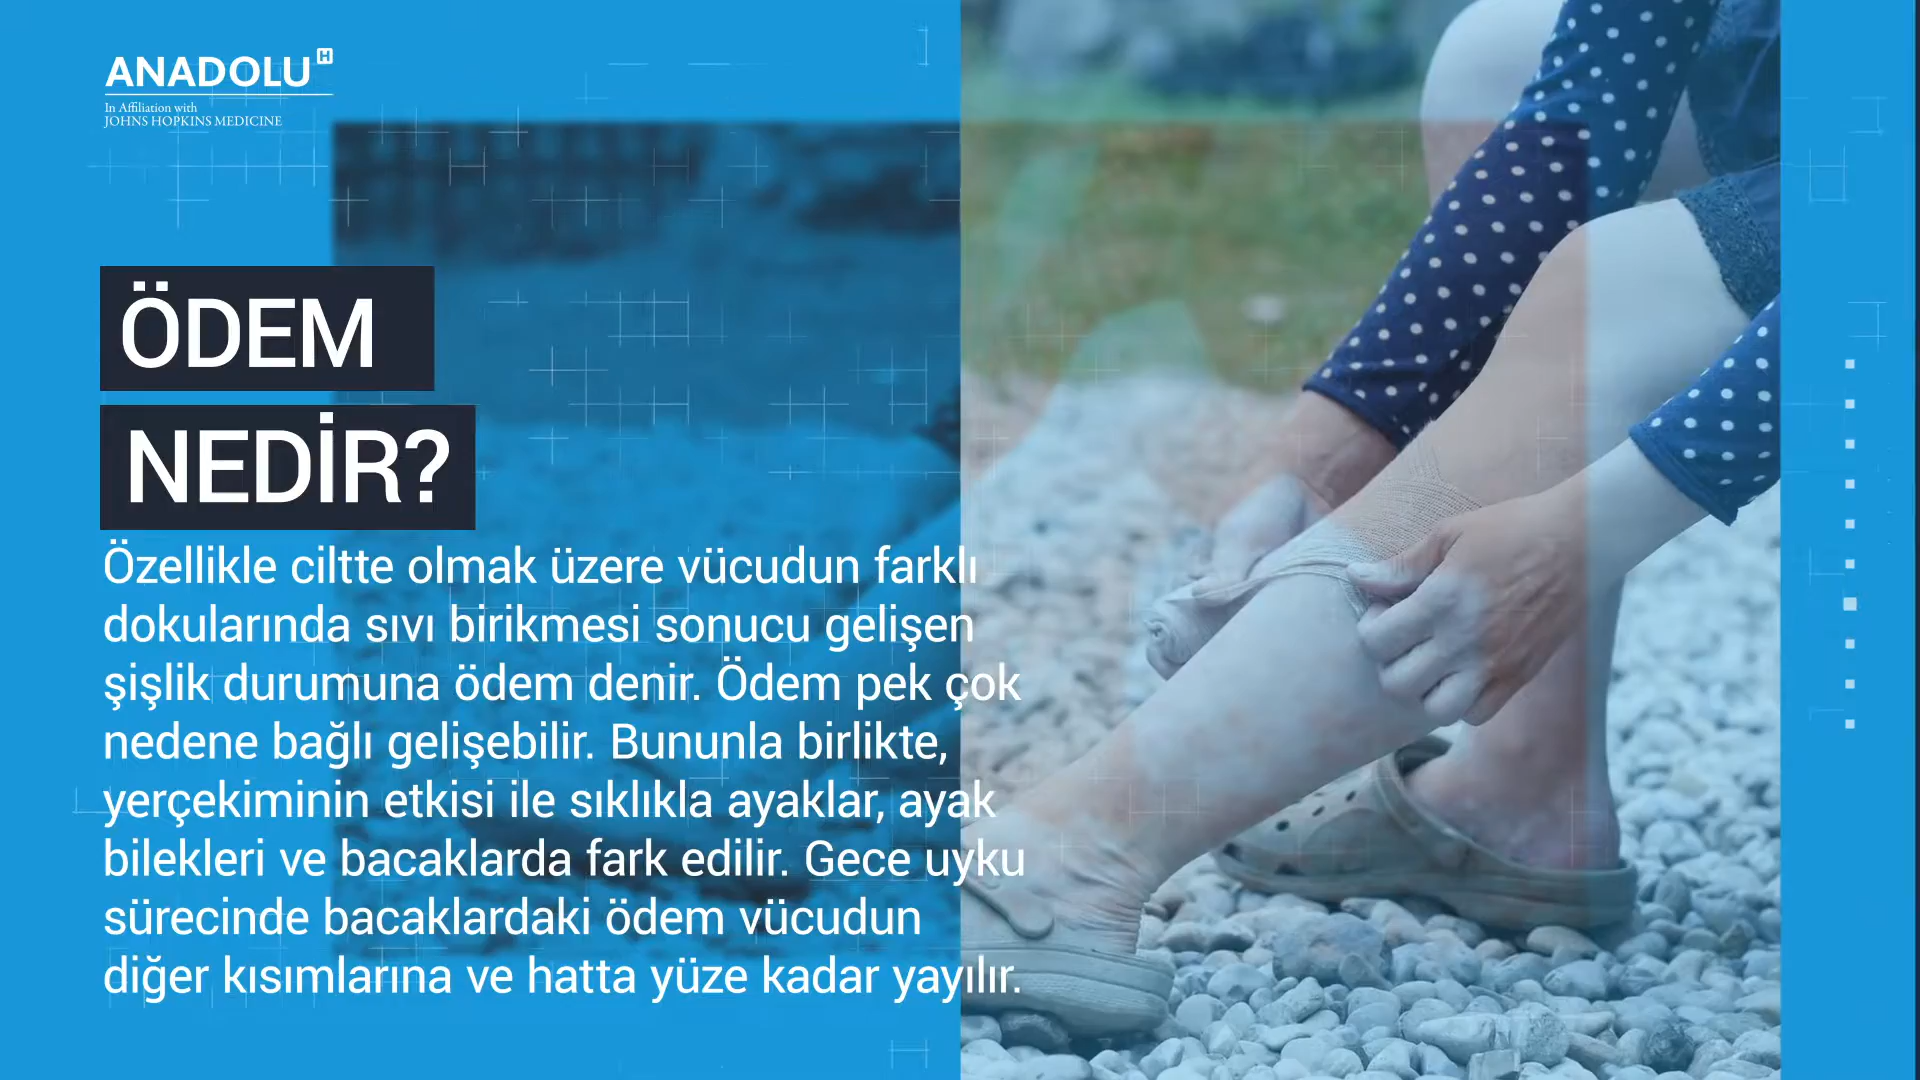 ANADOLU H
In Affiliation with
JOHNS HOPKINS MEDICINE
ÖDEM
NEDİR?
Özellikle ciltte olmak üzere vücudun farklı
dokularında sıvı birikmesi sonucu gelişen
şişlik durumuna ödem denir. Ödem pek çok
nedene bağlı gelişebilir. Bununla birlikte,
yerçekiminin etkisi ile sıklıkla ayaklar, ayak
bilekleri ve bacaklarda fark edilir. Gece uyku
sürecinde bacaklardaki ödem vücudun
diğer kısımlarına ve hatta yüze kadar yayılır.